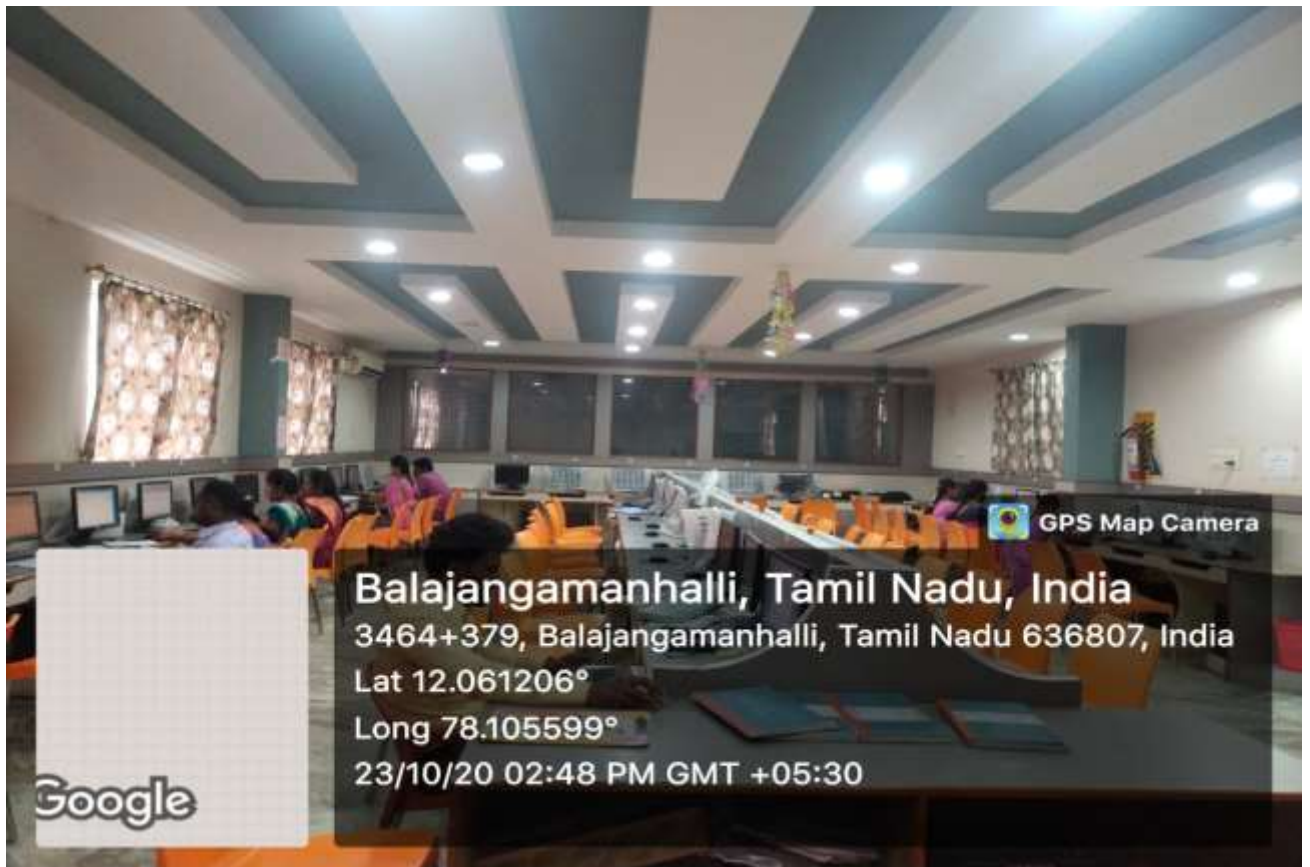 GPS Map Camera
Balajangamanhalli, Tamil Nadu, India
3464+379, Balajangamanhalli, Tamil Nadu 636807, India
Lat 12.061206°
Long 78.105599°
23/10/20 02:48 PM GMT +05:30
Google